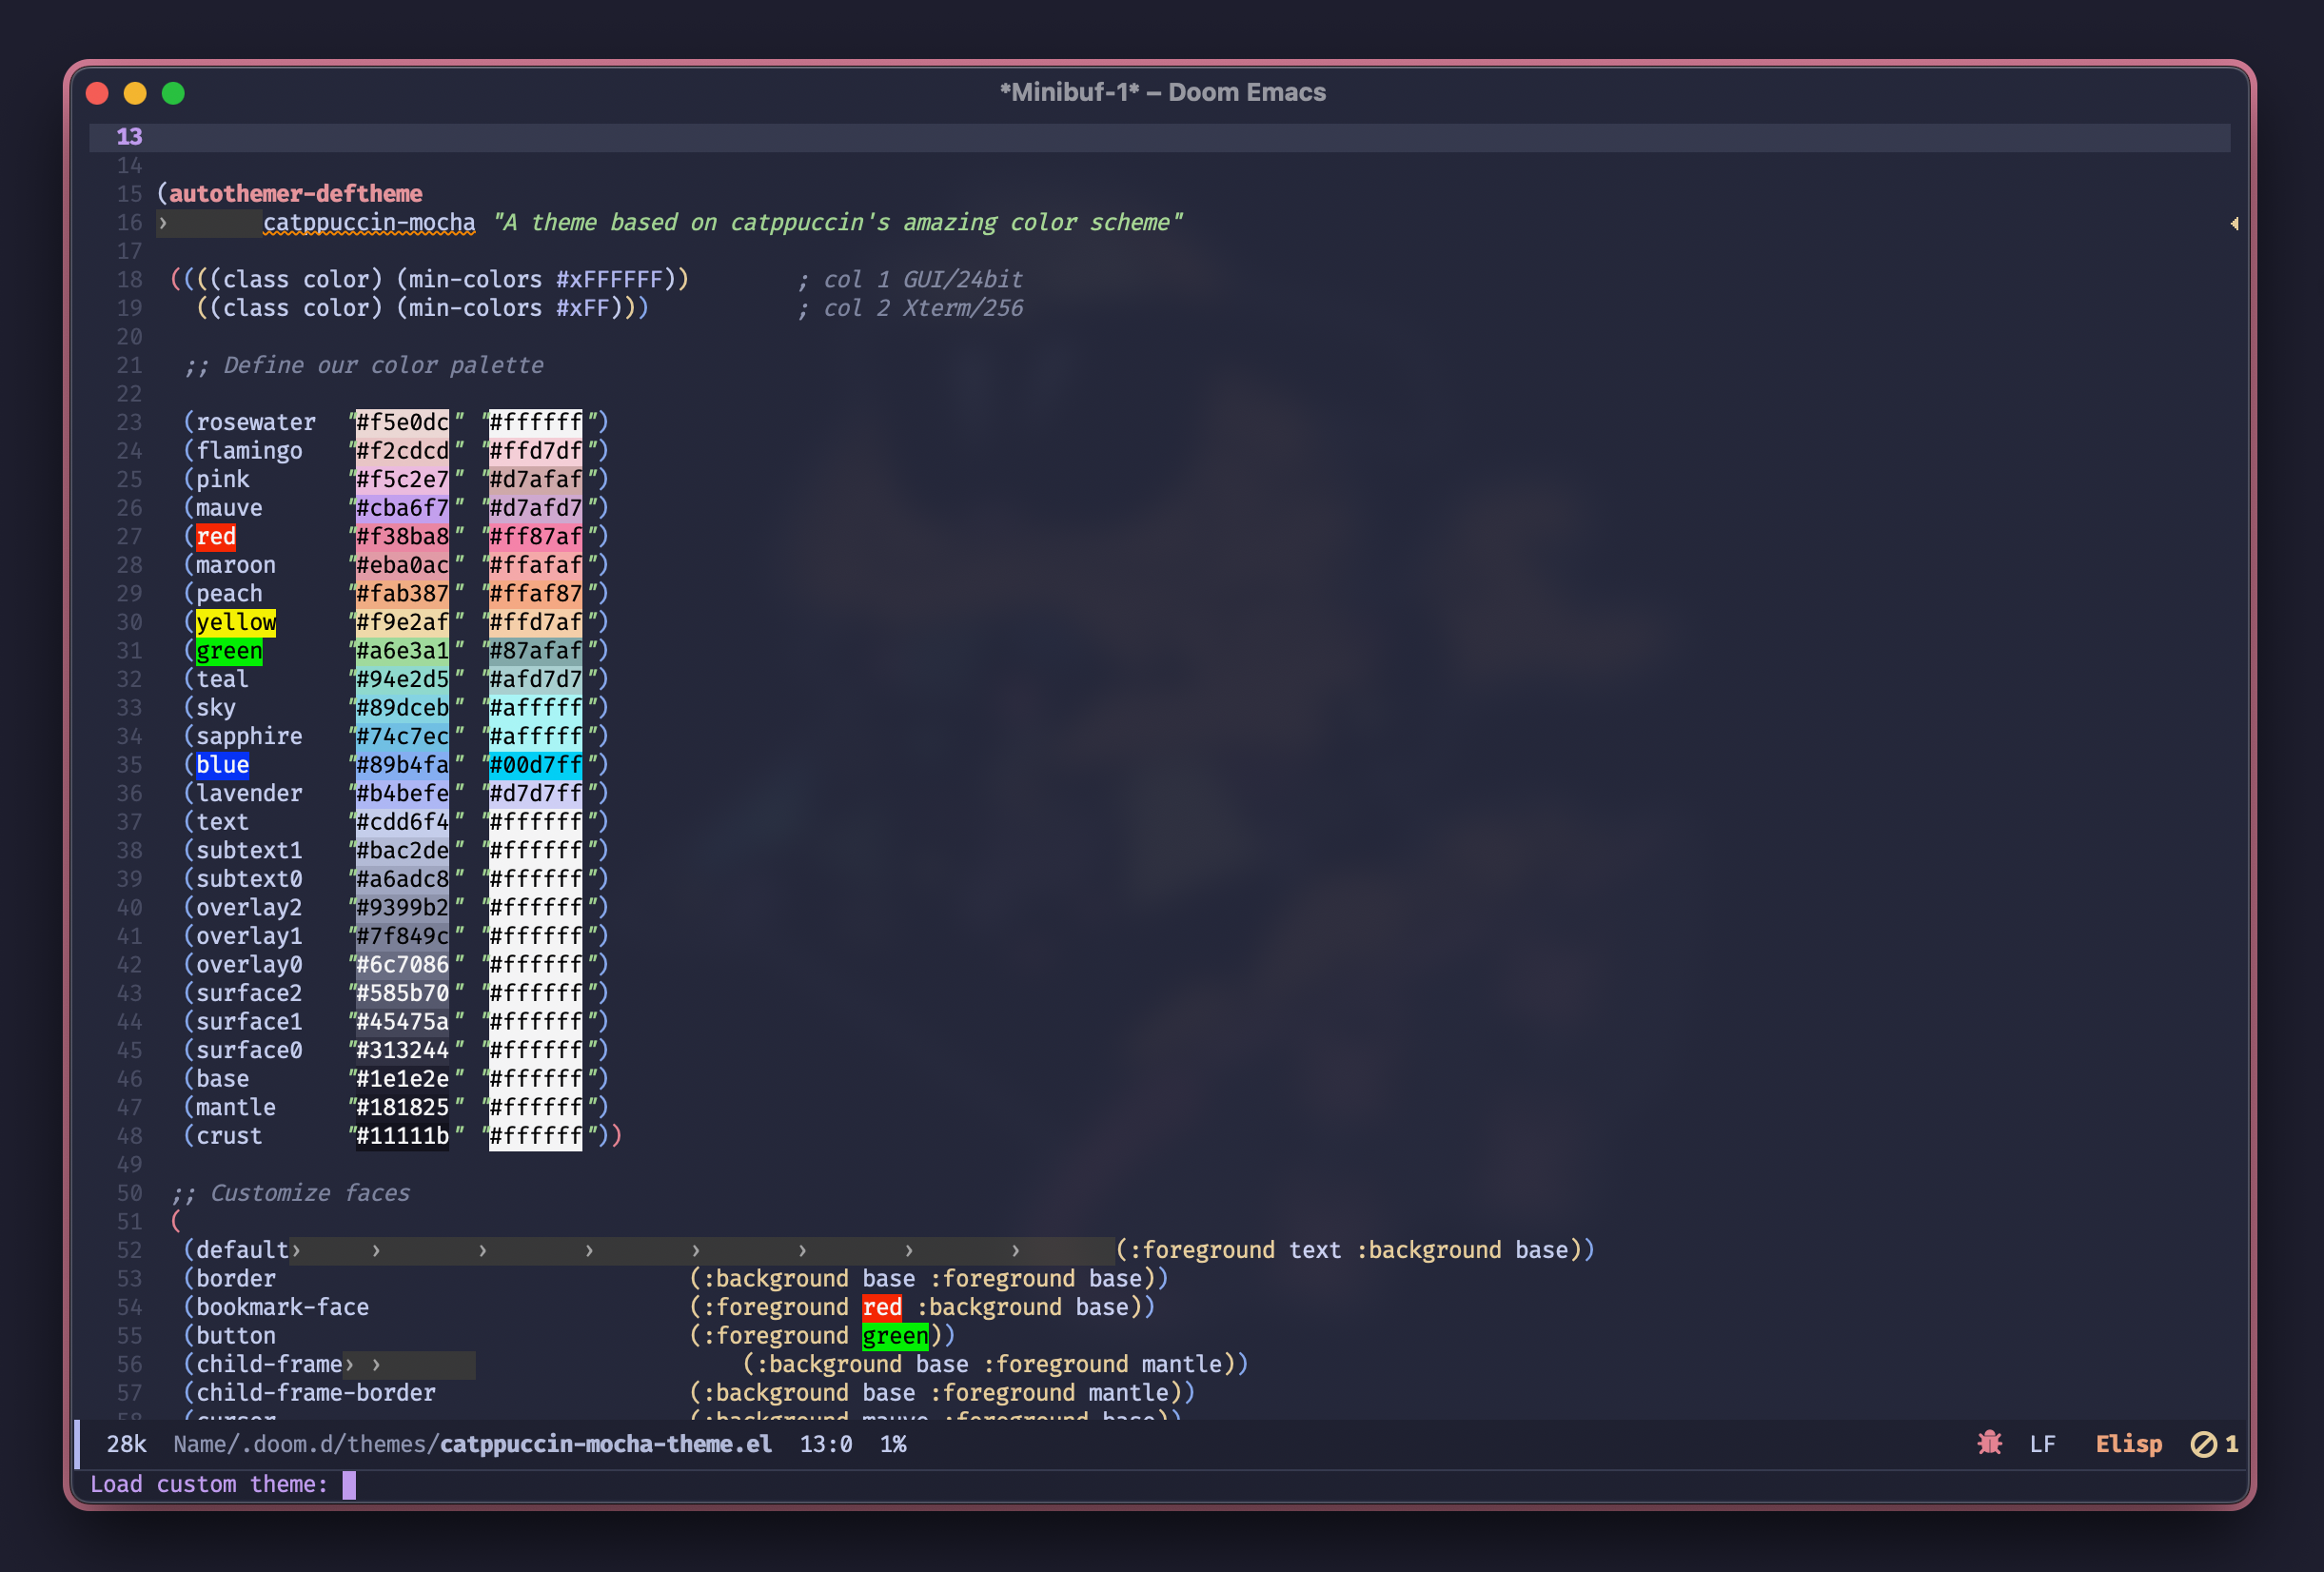 *Minibuf-1* – Doom Emacs
13
14
15 (autothemer-deftheme
16 › catppuccin-mocha "A theme based on catppuccin's amazing color scheme"
17
18 ((((class color) (min-colors #xFFFFFF)) ; col 1 GUI/24bit
19 ((class color) (min-colors #xFF))) ; col 2 Xterm/256
20
21 ;; Define our color palette
22
23 (rosewater "#f5e0dc" "#ffffff")
24 (flamingo "#f2cdcd" "#ffd7df")
25 (pink "#f5c2e7" "#d7afaf")
26 (mauve "#cba6f7" "#d7afd7")
27 (red "#f38ba8" "#ff87af")
28 (maroon "#eba0ac" "#ffafaf")
29 (peach "#fab387" "#ffaf87")
30 (yellow "#f9e2af" "#ffd7af")
31 (green "#a6e3a1" "#87afaf")
32 (teal "#94e2d5" "#afd7d7")
33 (sky "#89dceb" "#afffff")
34 (sapphire "#74c7ec" "#afffff")
35 (blue "#89b4fa" "#00d7ff")
36 (lavender "#b4befe" "#d7d7ff")
37 (text "#cdd6f4" "#ffffff")
38 (subtext1 "#bac2de" "#ffffff")
39 (subtext0 "#a6adc8" "#ffffff")
40 (overlay2 "#9399b2" "#ffffff")
41 (overlay1 "#7f849c" "#ffffff")
42 (overlay0 "#6c7086" "#ffffff")
43 (surface2 "#585b70" "#ffffff")
44 (surface1 "#45475a" "#ffffff")
45 (surface0 "#313244" "#ffffff")
46 (base "#1e1e2e" "#ffffff")
47 (mantle "#181825" "#ffffff")
48 (crust "#11111b" "#ffffff"))
49
50 ;; Customize faces
51 (
52 (default› › › › › › › › (:foreground text :background base))
53 (border (:background base :foreground base))
54 (bookmark-face (:foreground red :background base))
55 (button (:foreground green))
56 (child-frame› › (:background base :foreground mantle))
57 (child-frame-border (:background base :foreground mantle))
58 (cursor (:background mauve :foreground base))
28k Name/.doom.d/themes/catppuccin-mocha-theme.el 13:0 1% LF Elisp 1
Load custom theme: